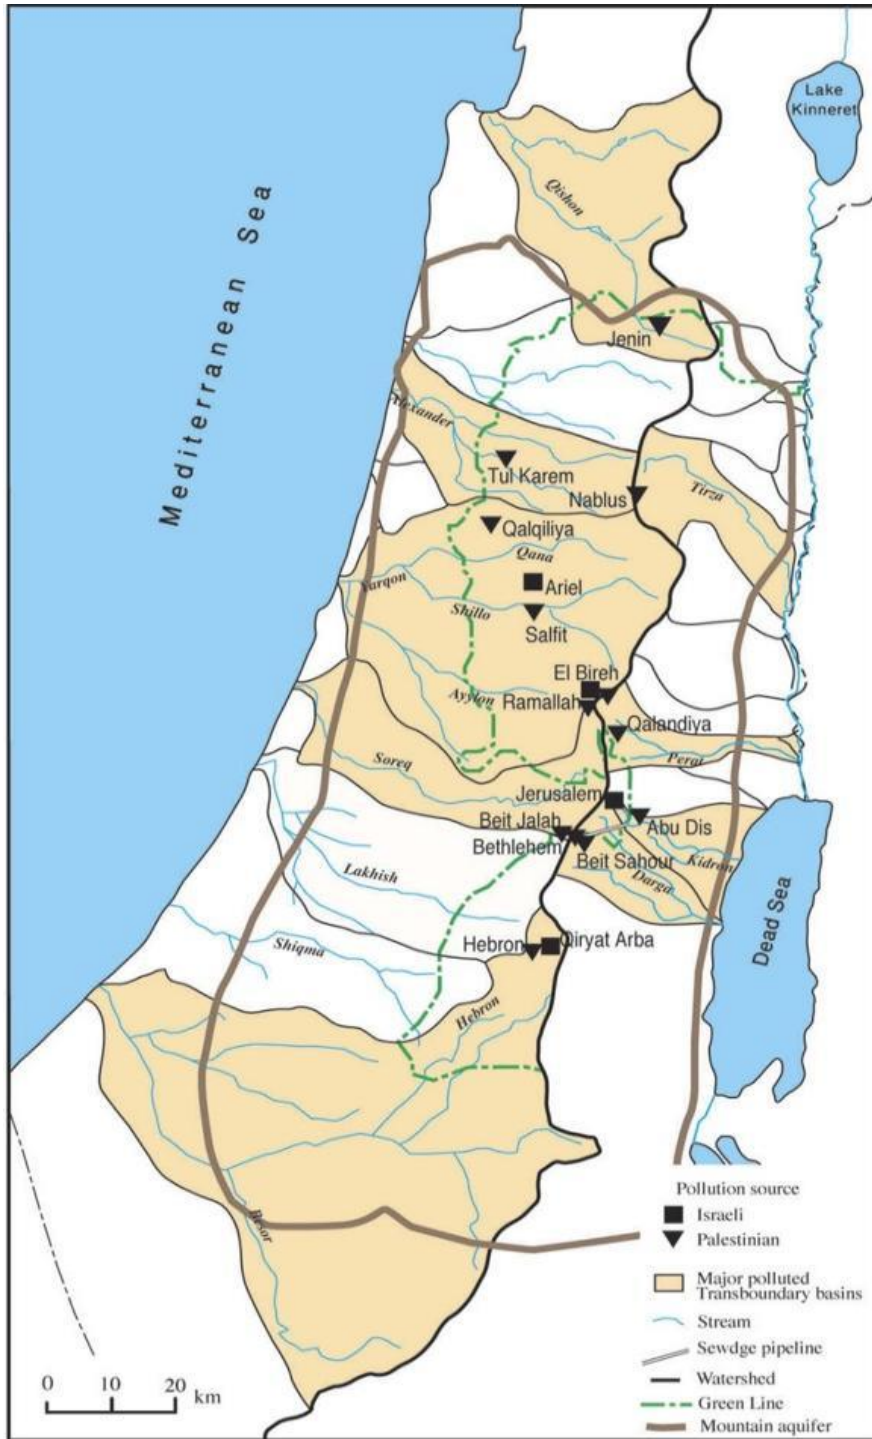 Lake
Kinneret
Mediterranean Sea
Qishon
Jenin
Alexander
Tul Karem
Nablus
Tirza
Qalqiliya
Qana
Yarqon
Ariel
Shillo
Salfit
El Bireh
Ayylon
Ramallah
Qalandiya
Soreq
Perat
Jerusalem
Beit Jalah
Abu Dis
Bethlehem
Beit Sahour
Kidron
Darga
Lakhish
Dead Sea
Shiqma
Hebron
Qiryat Arba
Hebron
Besor
Pollution source
Israeli
Palestinian
Major polluted
Transboundary basins
Stream
Sewdge pipeline
Watershed
Green Line
Mountain aquifer
0 10 20
km